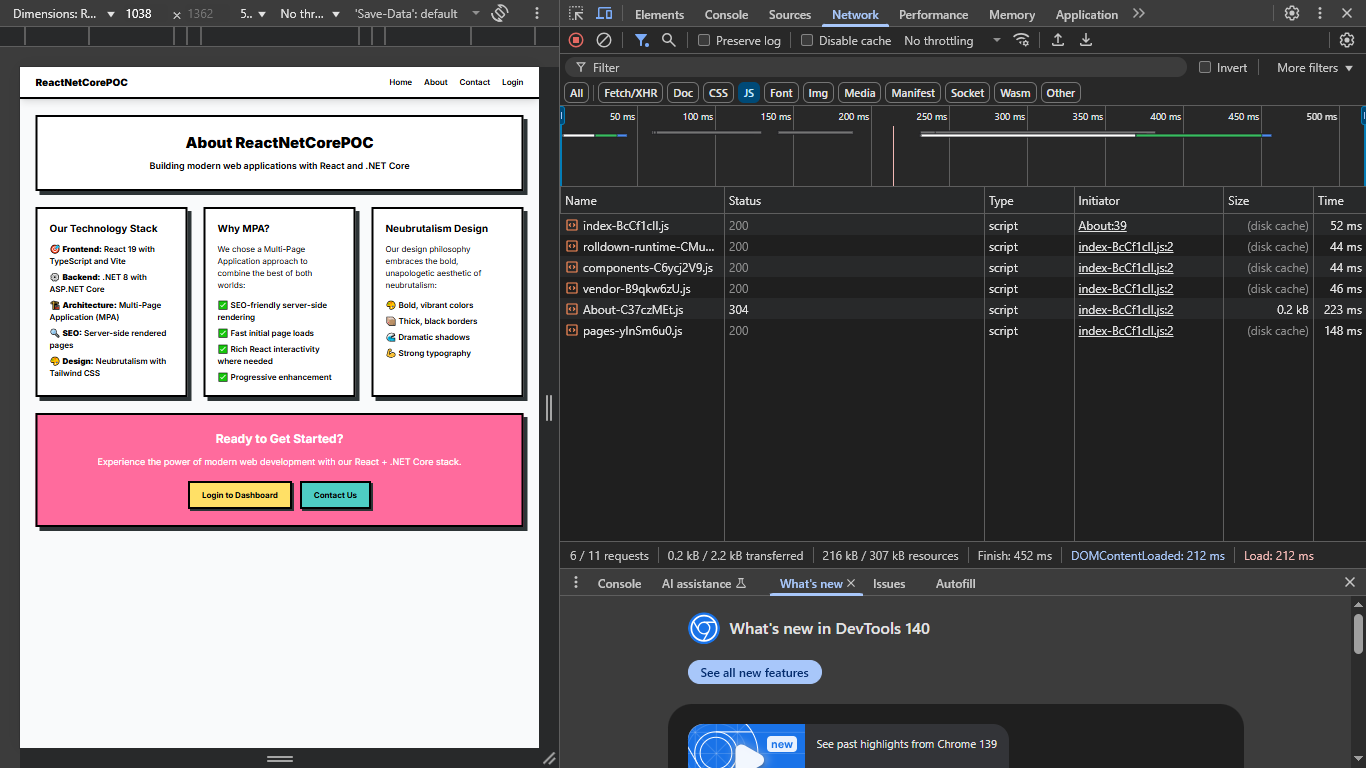 Dimensions: R... 1038 × 1362 5... No thr... 'Save-Data': default
ReactNetCorePOC
Home About Contact Login
About ReactNetCorePOC
Building modern web applications with React and .NET Core
Our Technology Stack
🎯 Frontend: React 19 with
TypeScript and Vite
⚙️ Backend: .NET 8 with
ASP.NET Core
Architecture: Multi-Page
Application (MPA)
🔍 SEO: Server-side rendered
pages
🎨 Design: Neubrutalism with
Tailwind CSS
Why MPA?
We chose a Multi-Page
Application approach to
combine the best of both
worlds:
✅ SEO-friendly server-side
rendering
✅ Fast initial page loads
✅ Rich React interactivity
where needed
✅ Progressive enhancement
Neubrutalism Design
Our design philosophy
embraces the bold,
unapologetic aesthetic of
neubrutalism:
🎨 Bold, vibrant colors
Thick, black borders
🌊 Dramatic shadows
💪 Strong typography
Ready to Get Started?
Experience the power of modern web development with our React + .NET Core stack.
Login to Dashboard Contact Us
Elements Console Sources Network Performance Memory Application
Preserve log Disable cache No throttling
Filter Invert More filters
All Fetch/XHR Doc CSS JS Font Img Media Manifest Socket Wasm Other
50 ms 100 ms 150 ms 200 ms 250 ms 300 ms 350 ms 400 ms 450 ms 500 ms
Name Status Type Initiator Size Time
index-BcCf1cII.js 200 script About:39 (disk cache) 52 ms
rolldown-runtime-CMu... 200 script index-BcCf1cII.js:2 (disk cache) 44 ms
components-C6ycj2V9.js 200 script index-BcCf1cII.js:2 (disk cache) 44 ms
vendor-B9qkw6zU.js 200 script index-BcCf1cII.js:2 (disk cache) 46 ms
About-C37czMEt.js 304 script index-BcCf1cII.js:2 0.2 kB 223 ms
pages-yInSm6u0.js 200 script index-BcCf1cII.js:2 (disk cache) 148 ms
6 / 11 requests 0.2 kB / 2.2 kB transferred 216 kB / 307 kB resources Finish: 452 ms DOMContentLoaded: 212 ms Load: 212 ms
Console AI assistance What's new Issues Autofill
What's new in DevTools 140
See all new features
new
See past highlights from Chrome 139